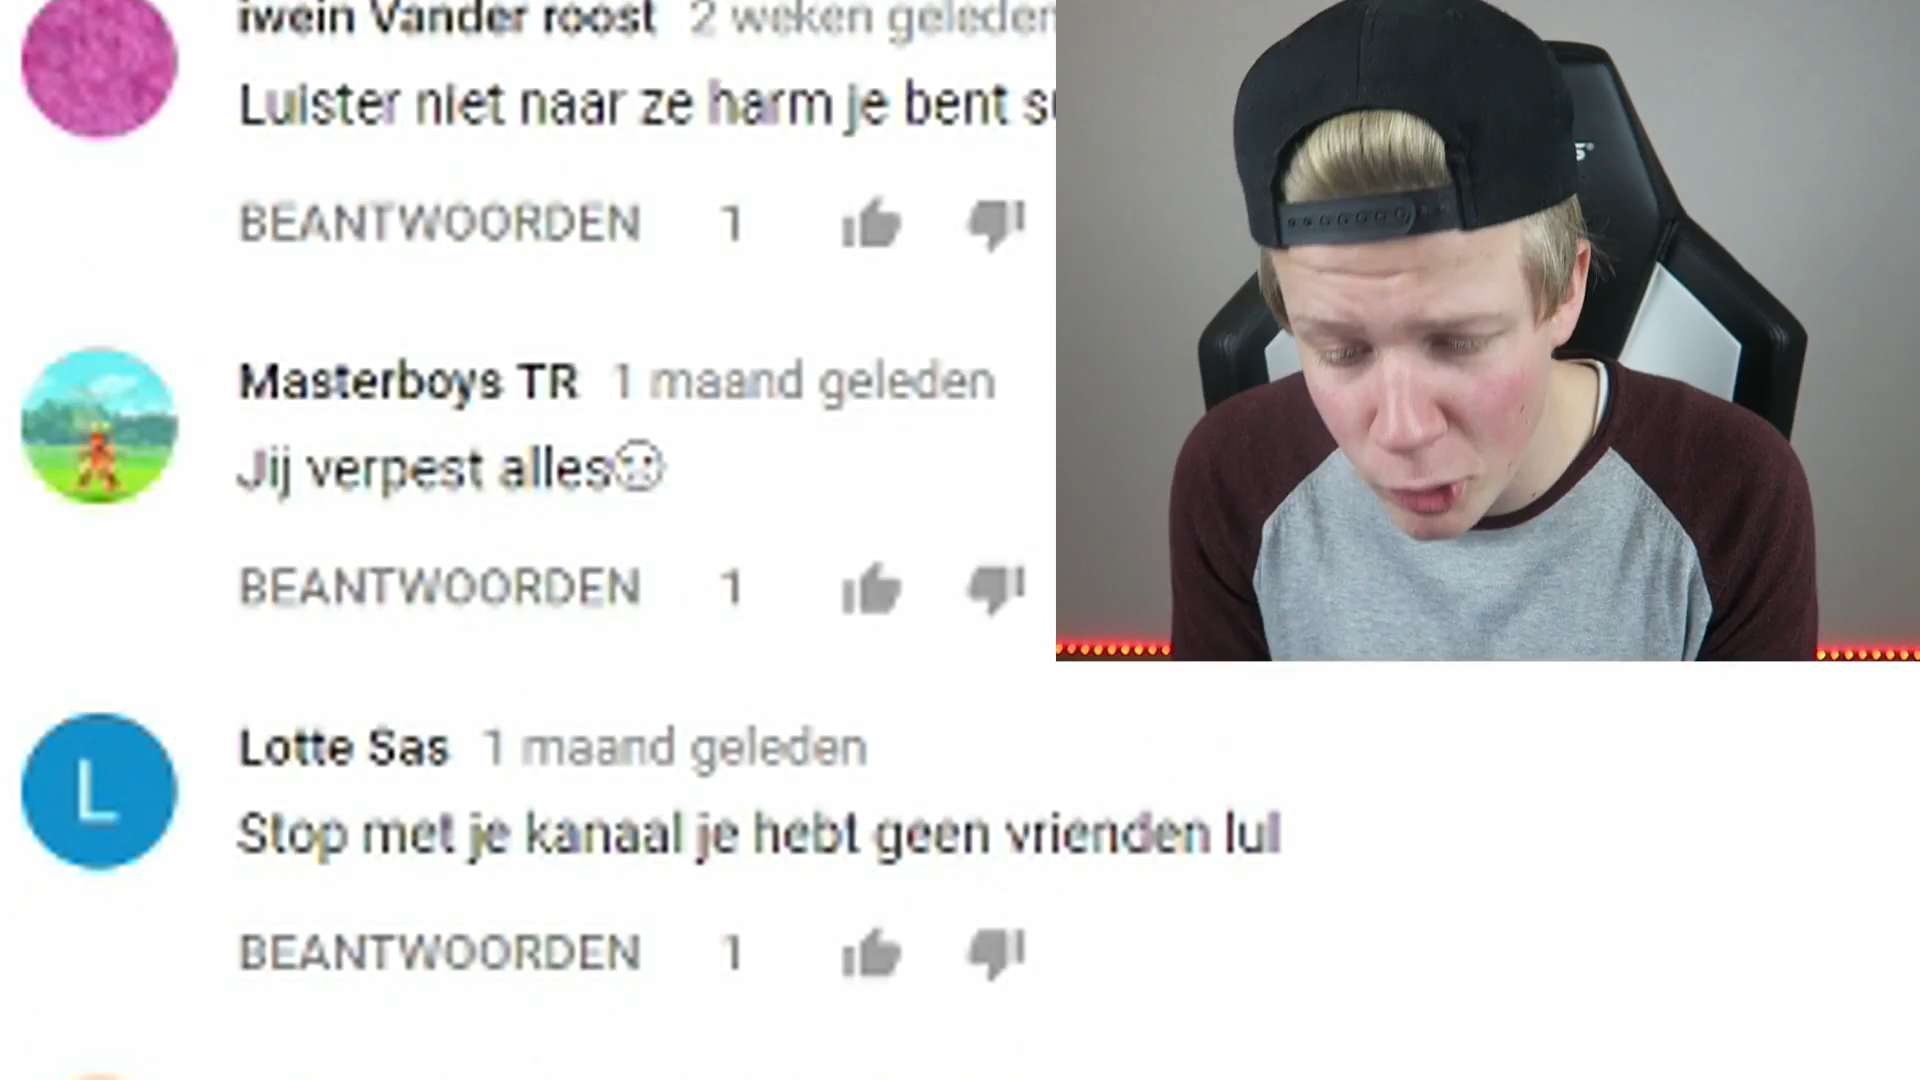 iwein Vander roost 2 weken geleden
Luister niet naar ze harm je bent
BEANTWOORDEN 1
Masterboys TR 1 maand geleden
Jij verpest alles☹
BEANTWOORDEN 1
Lotte Sas 1 maand geleden
L
Stop met je kanaal je hebt geen vrienden lul
BEANTWOORDEN 1